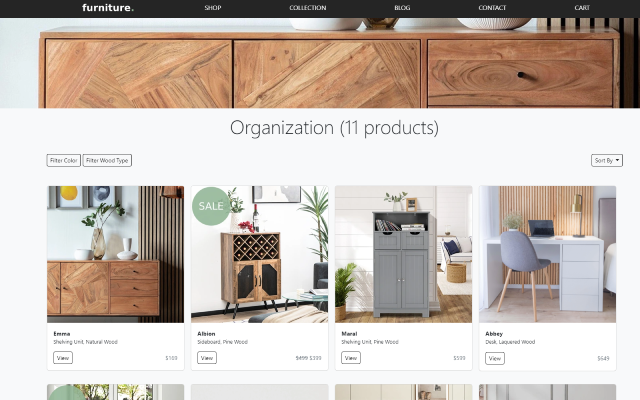 furniture.
SHOP
COLLECTION
BLOG
CONTACT
CART
Organization (11 products)
Filter Color
Filter Wood Type
Sort By
SALE
Emma
Shelving Unit, Natural Wood
View
$169
Albion
Sideboard, Pine Wood
View
$499 $399
Maral
Shelving Unit, Pine Wood
View
$599
Abbey
Desk, Laquered Wood
View
$649